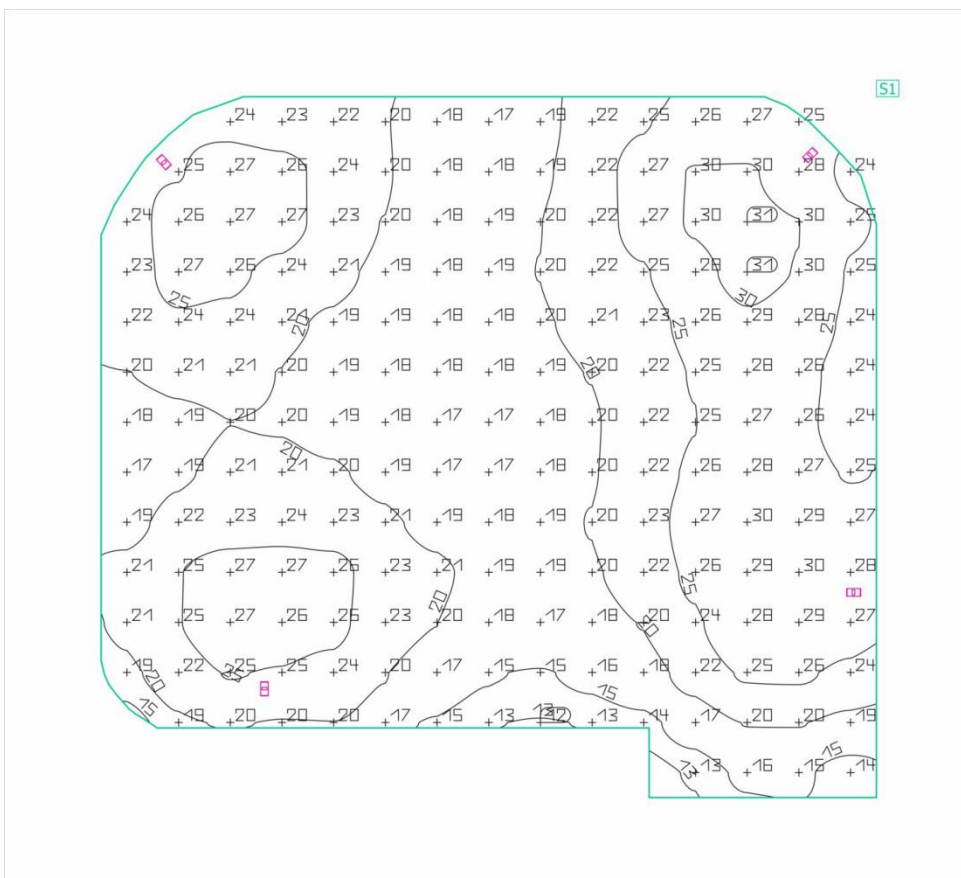 S1
+24 +23 +22 +20 +18 +17 +19 +22 +25 +26 +27 +25
+25 +27 +26 +24 +20 +18 +18 +19 +22 +27 +30 +30 +28 +24
+24 +26 +27 +27 +23 +20 +18 +19 +20 +22 +27 +30 +31 +30 +25
+23 +27 +26 +24 +21 +19 +18 +19 +20 +22 +25 +28 +31 +30 +25
25 30
+22 +24 +24 +21 +19 +19 +18 +18 +20 +21 +23 +26 +29 +28 +24
20 25 25
+20 +21 +21 +20 +19 +18 +18 +18 +19 +20 +22 +26 +28 +26 +24
20
+18 +19 +20 +20 +19 +18 +17 +17 +18 +20 +22 +25 +27 +26 +24
20
+17 +19 +21 +21 +20 +19 +17 +17 +18 +20 +22 +26 +28 +27 +25
+19 +22 +23 +24 +23 +21 +19 +18 +19 +20 +23 +27 +30 +29 +27
+21 +25 +27 +27 +26 +23 +21 +19 +19 +20 +22 +26 +29 +30 +28
20 25
+21 +25 +27 +26 +26 +23 +20 +18 +17 +18 +20 +24 +28 +29 +27
20
+19 +22 +25 +25 +24 +20 +17 +15 +15 +16 +18 +22 +25 +26 +24
20 25 15
15 13
+19 +20 +20 +20 +17 +15 +13 +12 +13 +14 +17 +20 +20 +19
15
13 +13 +16 +15 +14